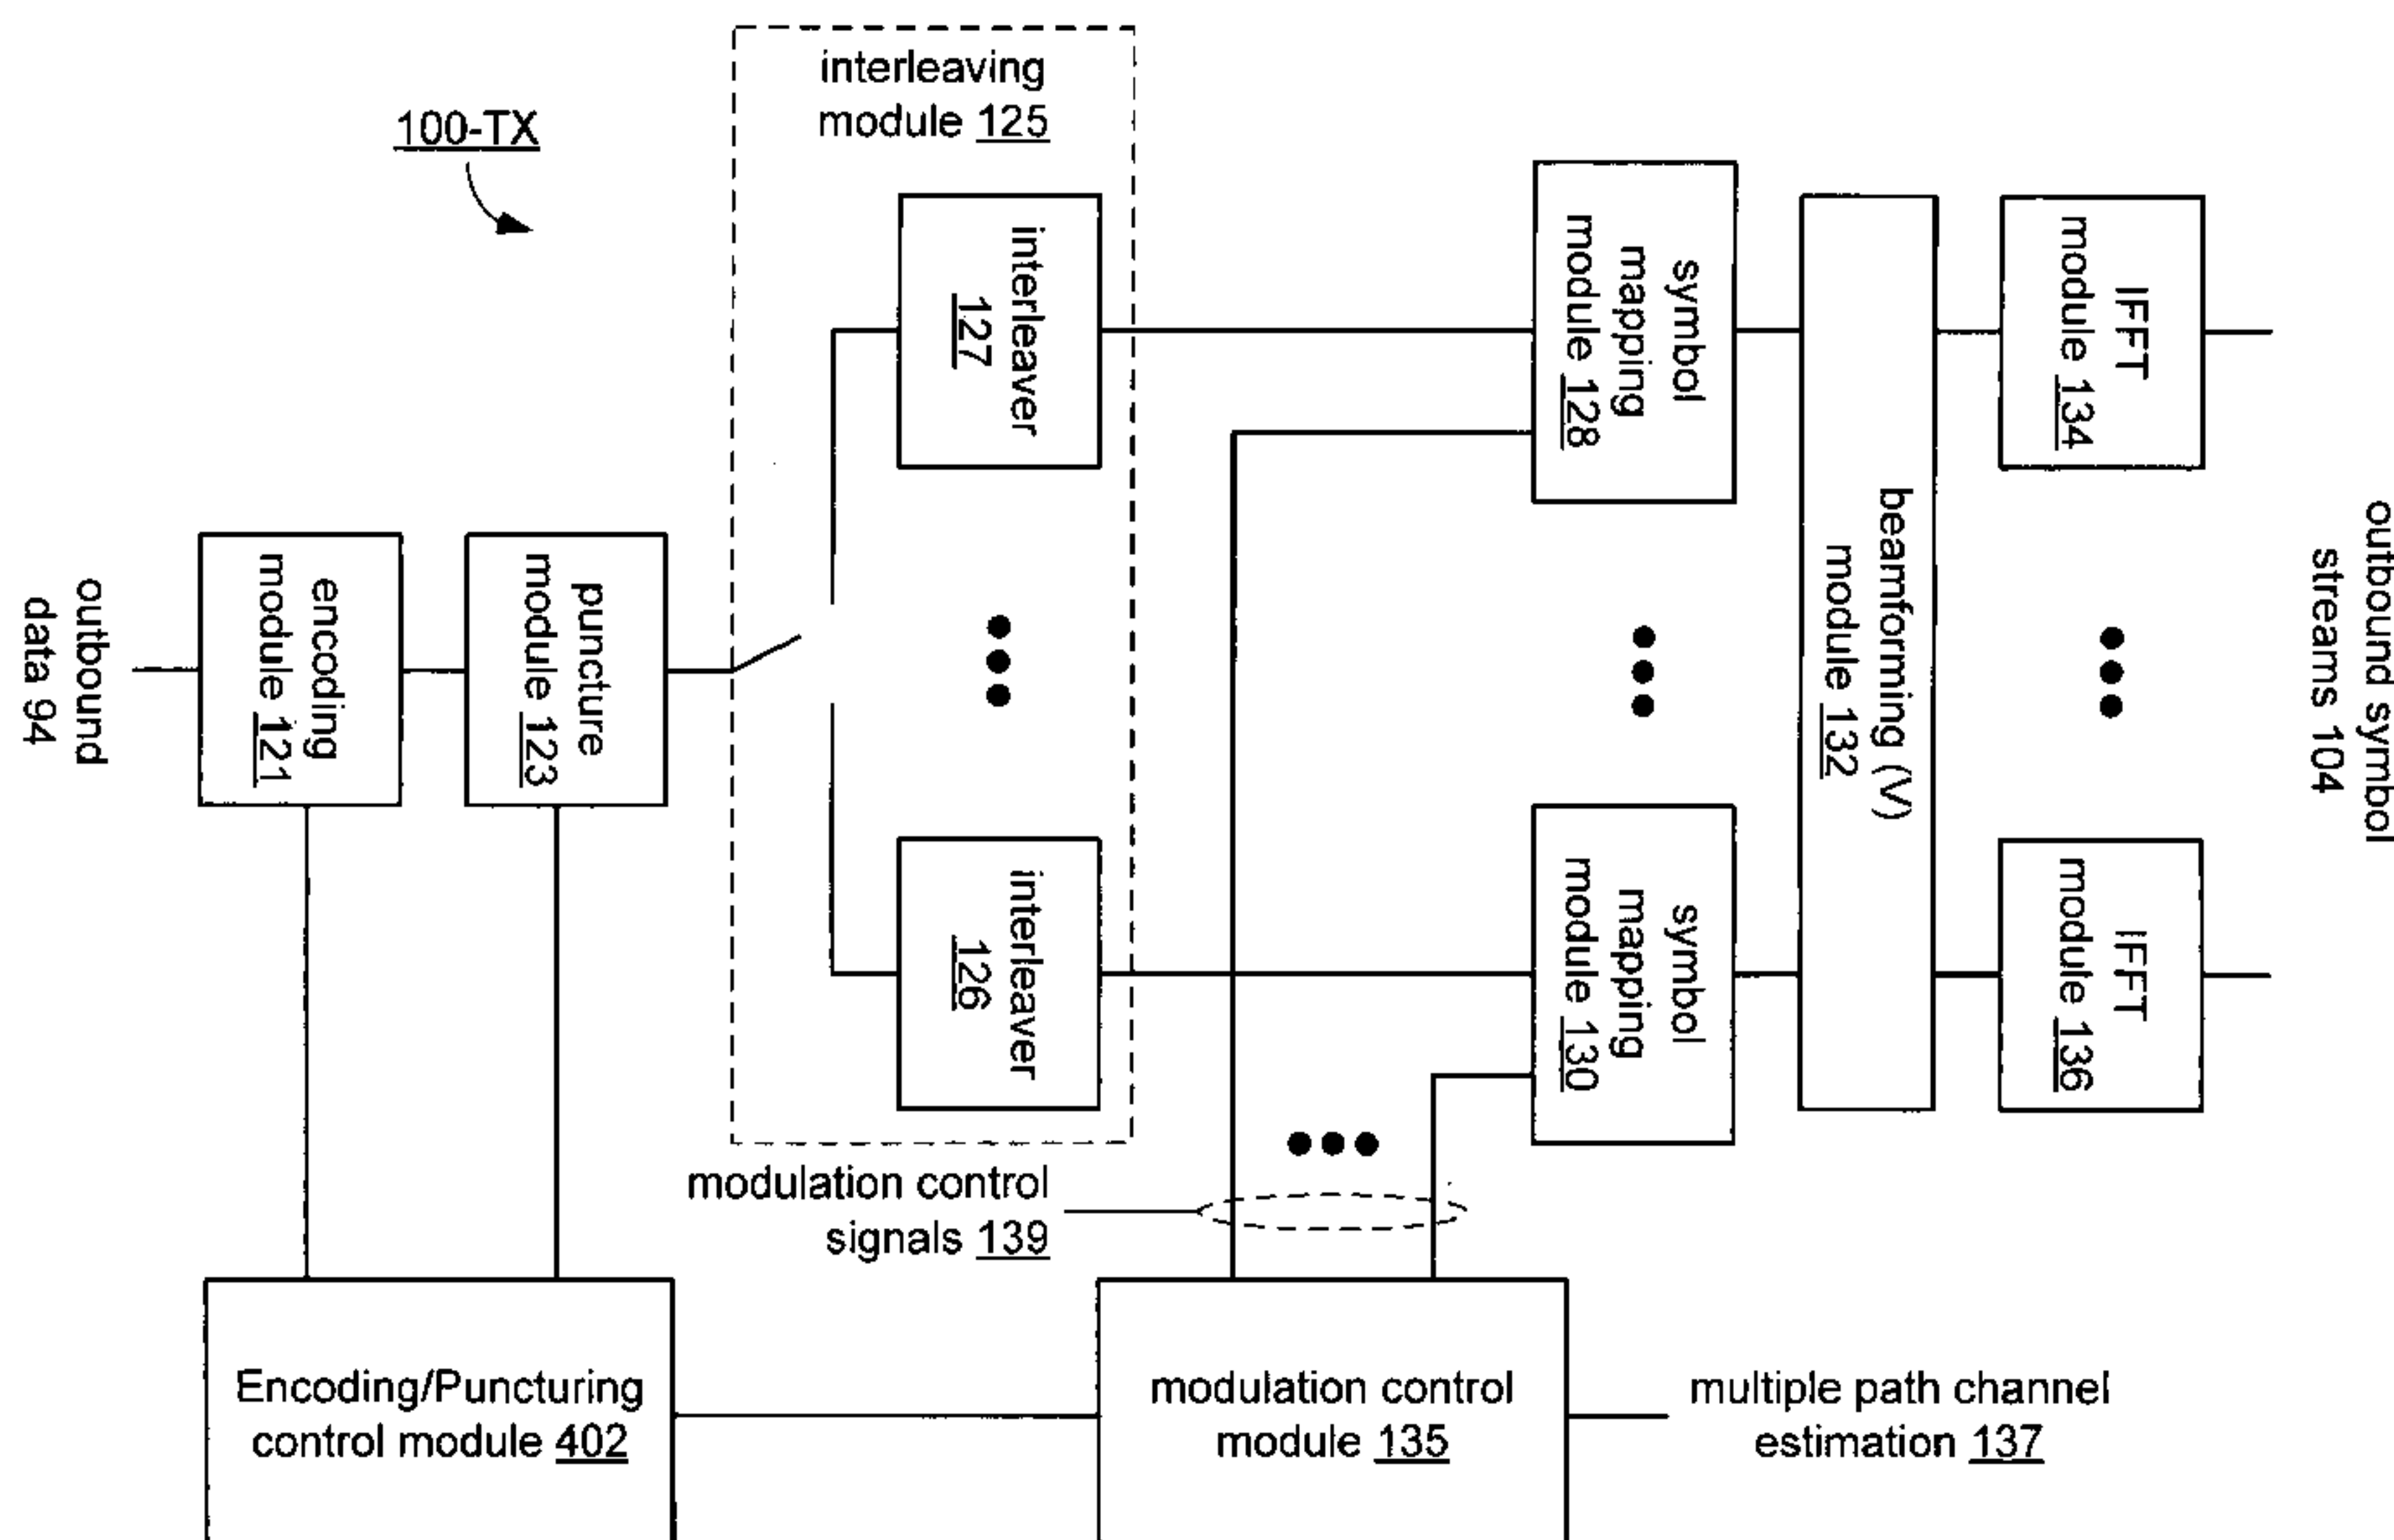 100-TX
interleaving
module 125
outbound
data 94
encoding
module 121
puncture
module 123
interleaver
127
interleaver
126
symbol
mapping
module 128
symbol
mapping
module 130
beamforming (V)
module 132
IFFT
module 134
IFFT
module 136
outbound symbol
streams 104
modulation control
signals 139
Encoding/Puncturing
control module 402
modulation control
module 135
multiple path channel
estimation 137